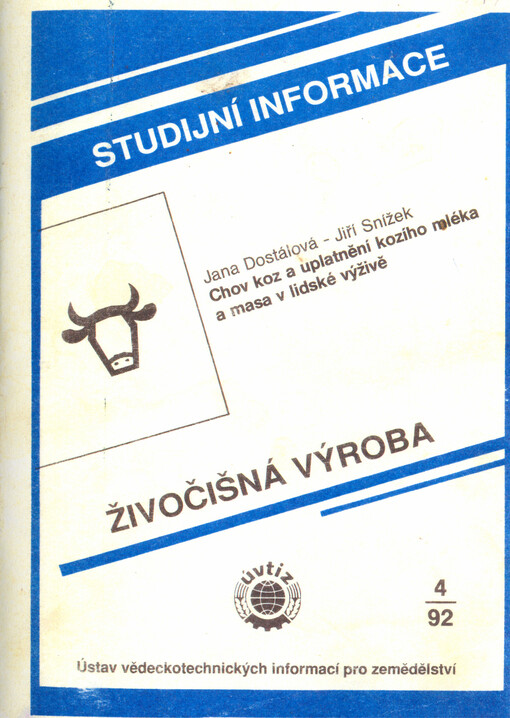 STUDIJNÍ INFORMACE
Jana Dostálová - Jiří Snížek
Chov koz a uplatnění kozího mléka
a masa v lidské výživě
ŽIVOČIŠNÁ VÝROBA
úvtiz
4
92
Ústav vědeckotechnických informací pro zemědělství